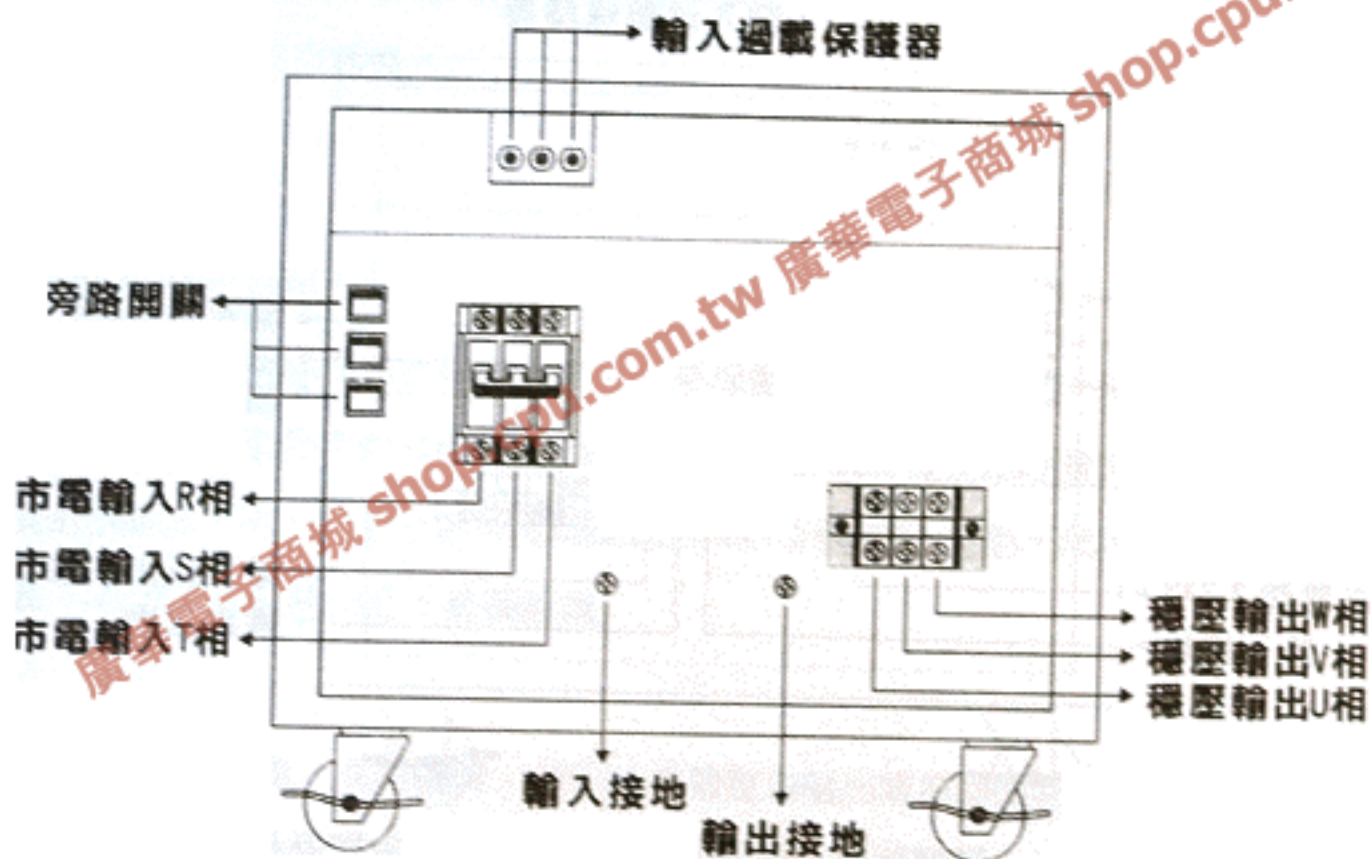 輸入過載保護器
旁路開關
市電輸入R相
市電輸入S相
市電輸入T相
穩壓輸出W相
穩壓輸出V相
穩壓輸出U相
輸入接地
輸出接地
廣華電子商城 shop.cpu.com.tw 廣華電子商城 shop.cpu.